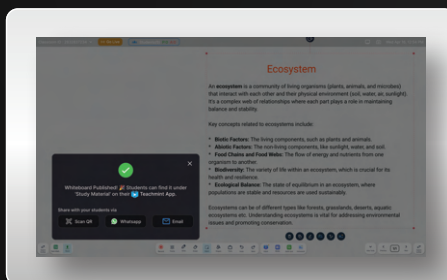 Ecosystem
An ecosystem is a community of living organisms (plants, animals, and microbes)
that interact with each other and their physical environment (soil, water, air, sunlight).
It's a complex web of relationships where each part plays a role in maintaining
balance and stability.
Key concepts related to ecosystems include:
* Biotic Factors: The living components, such as plants and animals.
* Abiotic Factors: The non-living components, like sunlight, water, and soil.
* Food Chains and Food Webs: The flow of energy and nutrients from one
organism to another.
* Biodiversity: The variety of life within an ecosystem, which is crucial for its
health and resilience.
* Ecological Balance: The state of equilibrium in an ecosystem, where
populations are stable and resources are used sustainably.
Ecosystems can be of different types like forests, grasslands, deserts, aquatic
ecosystems etc. Understanding ecosystems is vital for addressing environmental
issues and promoting conservation.
Whiteboard Published! 🎉 Students can find it under
'Study Material' on their Teachmint App.
Share with your students via
Scan QR Whatsapp Email